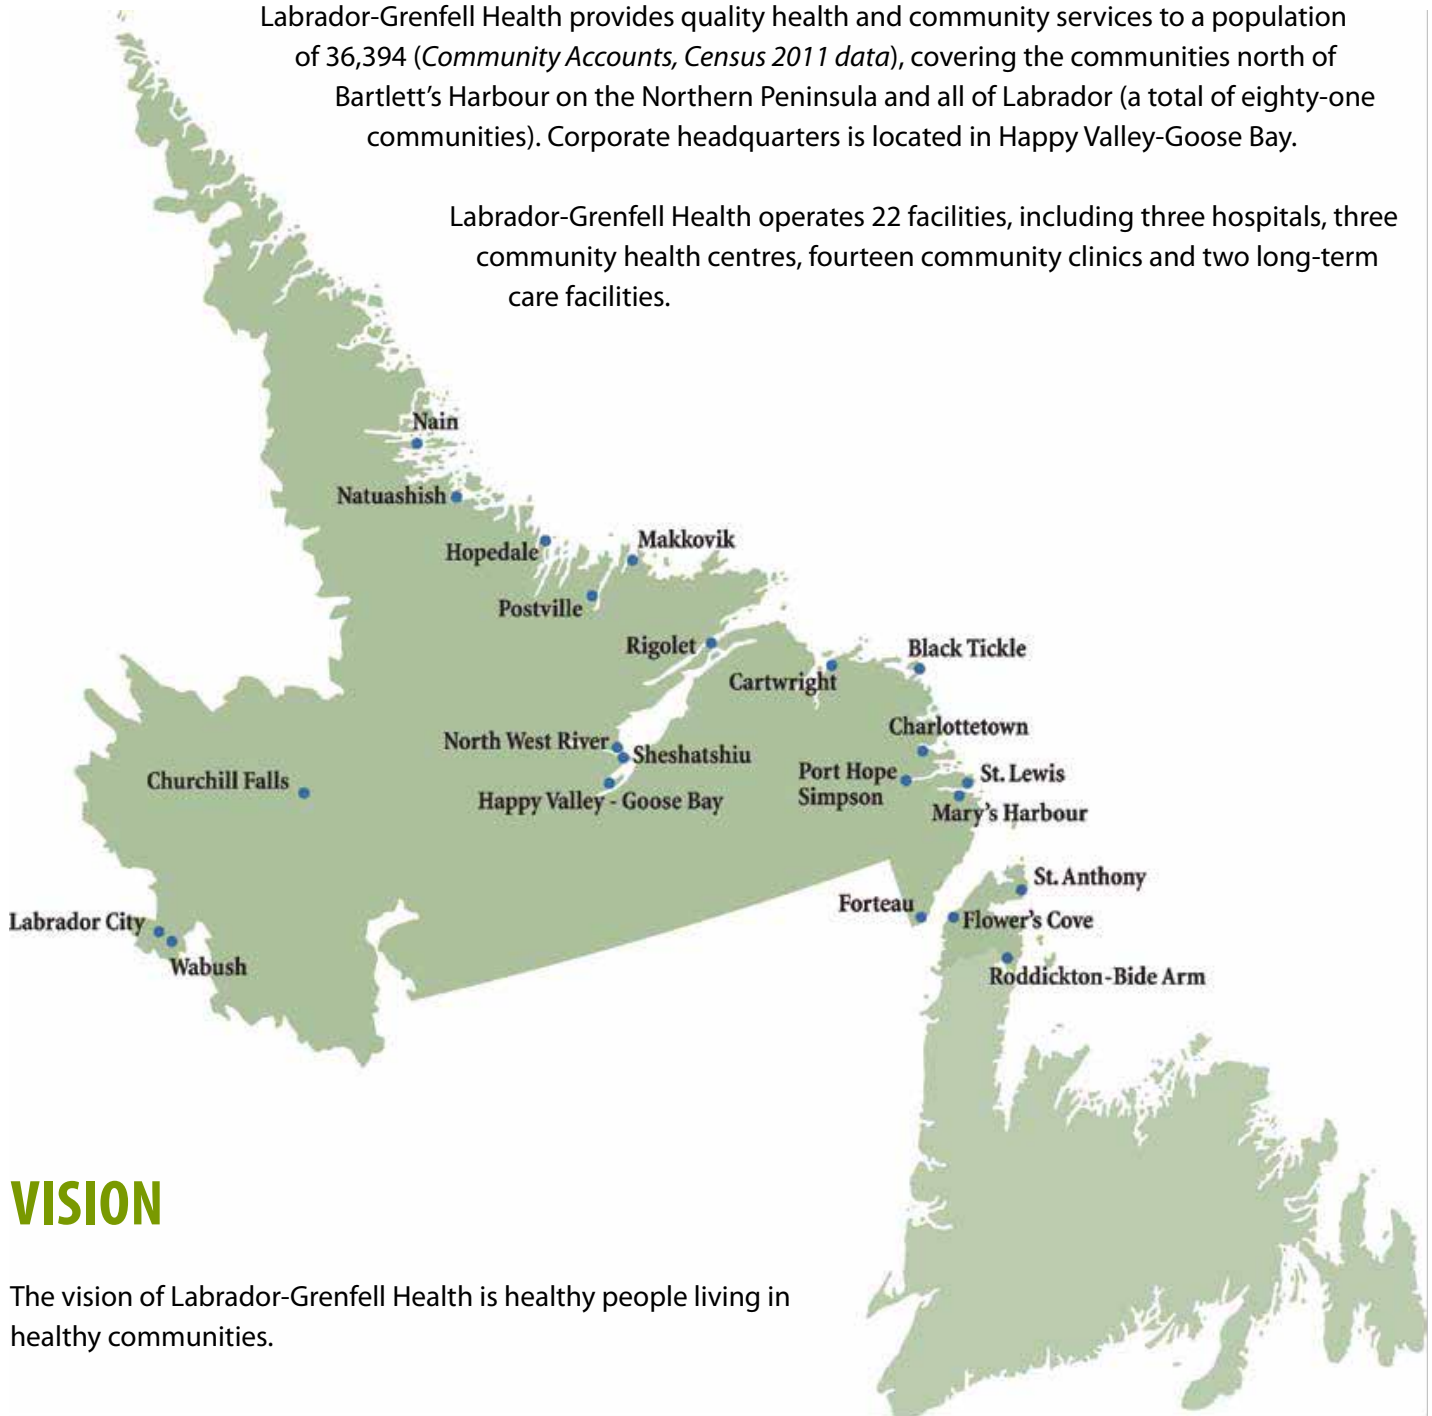 Labrador-Grenfell Health provides quality health and community services to a population
of 36,394 (Community Accounts, Census 2011 data), covering the communities north of
Bartlett’s Harbour on the Northern Peninsula and all of Labrador (a total of eighty-one
communities). Corporate headquarters is located in Happy Valley-Goose Bay.
Labrador-Grenfell Health operates 22 facilities, including three hospitals, three
community health centres, fourteen community clinics and two long-term
care facilities.
Nain
Natuashish
Makkovik
Hopedale
Postville
Rigolet
Black Tickle
Cartwright
Charlottetown
North West River
Sheshatshiu
Port Hope
Simpson
St. Lewis
Churchill Falls
Happy Valley - Goose Bay
Mary’s Harbour
St. Anthony
Forteau
Flower’s Cove
Labrador City
Wabush
Roddickton-Bide Arm
VISION
The vision of Labrador-Grenfell Health is healthy people living in
healthy communities.